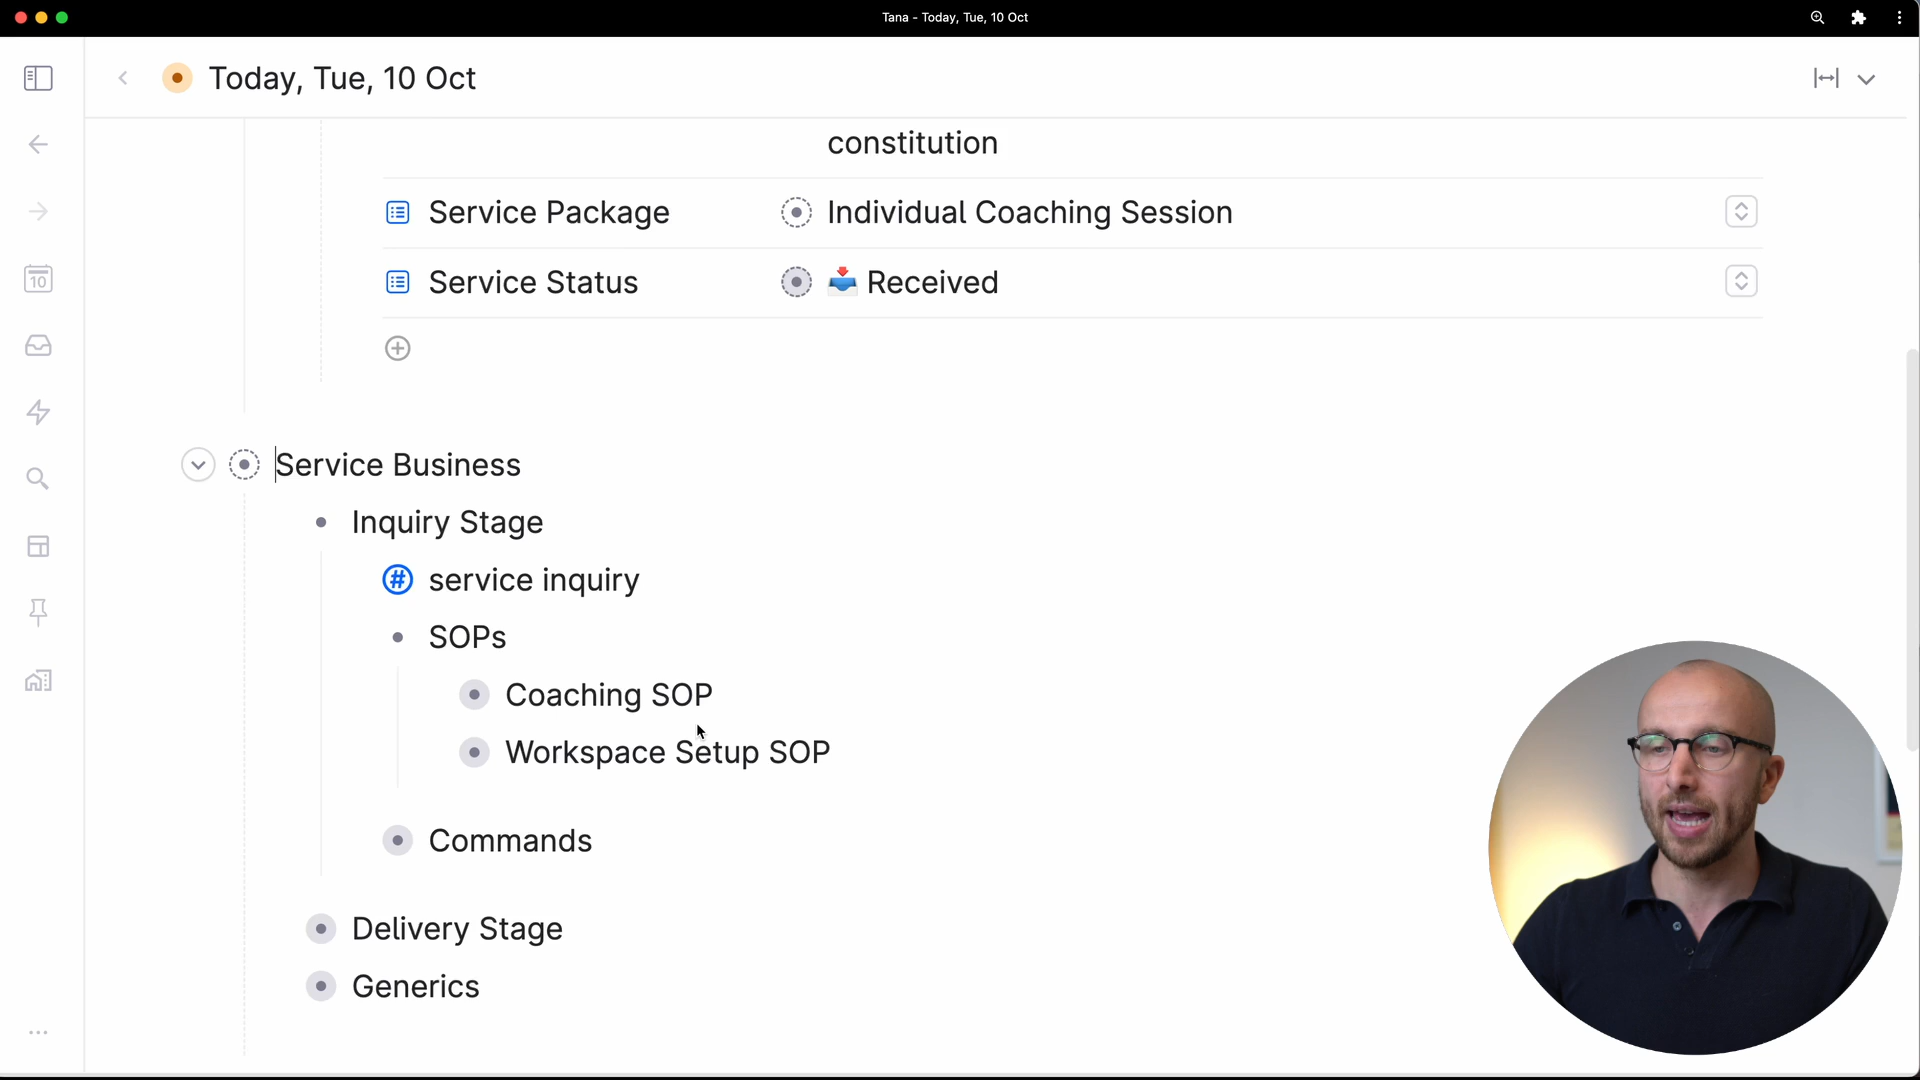 Tana - Today, Tue, 10 Oct
Today, Tue, 10 Oct
10
constitution
Service Package
Individual Coaching Session
Service Status
Received
Service Business
Inquiry Stage
# service inquiry
SOPs
Coaching SOP
Workspace Setup SOP
Commands
Delivery Stage
Generics